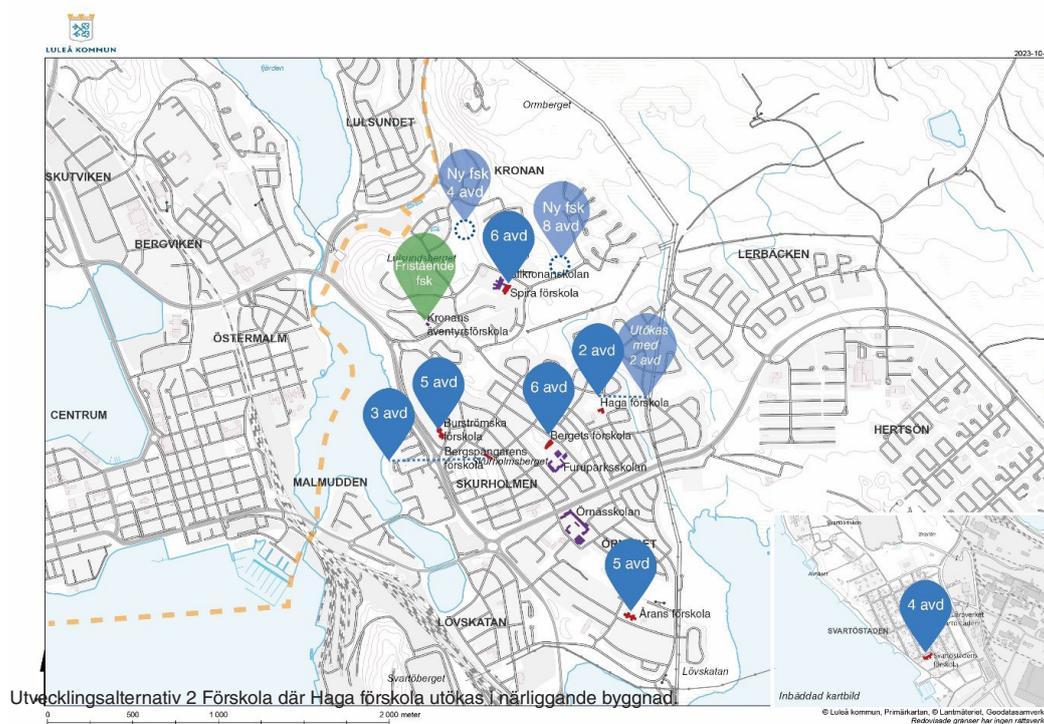 LULEÅ KOMMUN
2023-10-
fjärden
Ormberget
LULSUNDET
KRONAN
SKUTVIKEN
Ny fsk
4 avd
Ny fsk
8 avd
6 avd
BERGVIKEN
Lulsundsberget
LERBÄCKEN
Fristående
fsk
Spira förskola
Kronans
äventyrsförskola
ÖSTERMALM
Utökas
med
2 avd
2 avd
5 avd
6 avd
3 avd
Haga förskola
CENTRUM
Burströmska
förskola
Bergets förskola
HERTSÖN
Bergspängarens
förskola
Furuparksskolan
MALMUDDEN
SKURHOLMEN
Örnässkolan
5 avd
Årans förskola
LÖVSKATAN
Lövskatan
Svartöberget
4 avd
SVARTÖSTADEN
Svartöstadens
förskola
Inbäddad kartbild
Utvecklingsalternativ 2 Förskola där Haga förskola utökas i närliggande byggnad.
0 500 1 000 2 000 meter
© Luleå kommun, Primärkartan, © Lantmäteriet, Geodatasamverk
Redovisade gränser har ingen rättsverk